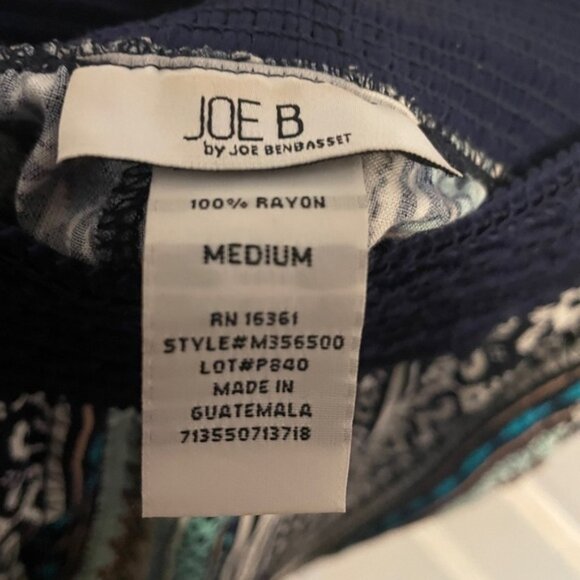 JOE B
by JOE BENBASSET
100% RAYON
MEDIUM
RN 16361
STYLE#M356500
LOT#P840
MADE IN
GUATEMALA
713550713718